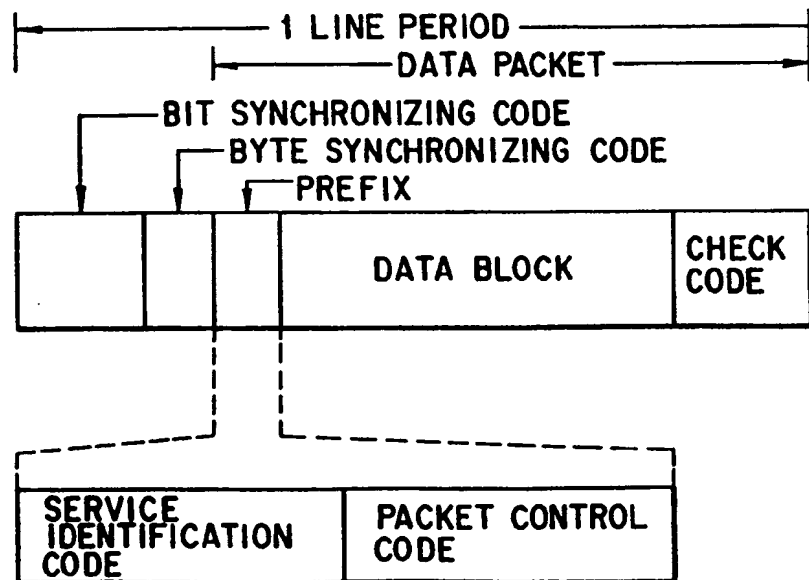 1 LINE PERIOD
DATA PACKET
BIT SYNCHRONIZING CODE
BYTE SYNCHRONIZING CODE
PREFIX
DATA BLOCK
CHECK
CODE
SERVICE
IDENTIFICATION
CODE
PACKET CONTROL
CODE